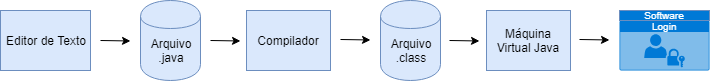 Editor de Texto
Arquivo
.java
Compilador
Arquivo
.class
Máquina
Virtual Java
Software
Login